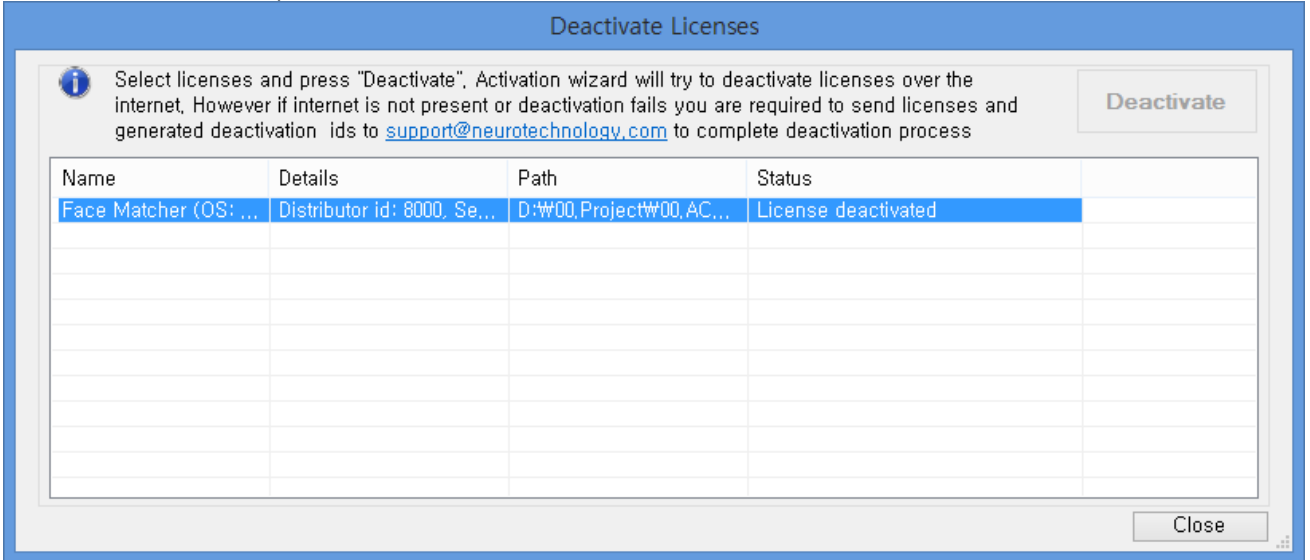 Deactivate Licenses
Select licenses and press "Deactivate", Activation wizard will try to deactivate licenses over the
internet, However if internet is not present or deactivation fails you are required to send licenses and
generated deactivation ids to support@neurotechnology,com to complete deactivation process
Deactivate
Name Details Path Status
Face Matcher (OS: ... Distributor id: 8000, Se... D:₩00,Project₩00,AC... License deactivated
Close